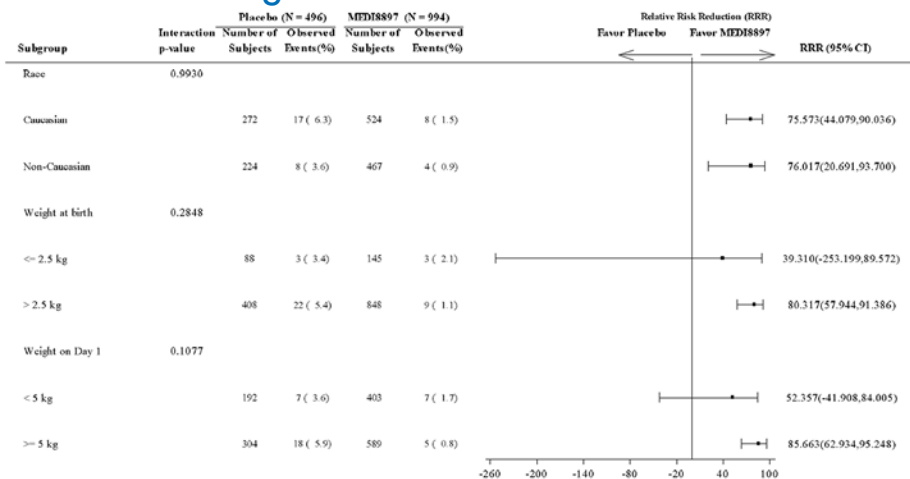 Placebo (N = 496) MEDI8897 (N = 994) Relative Risk Reduction (RRR)
Interaction Number of Observed Number of Observed Favor Placebo Favor MEDI8897
Subgroup p-value Subjects Events(%) Subjects Events(%) RRR (95% CI)
Race 0.9930
Caucasian 272 17 ( 6.3) 524 8 ( 1.5) 75.573(44.079,90.036)
Non-Caucasian 224 8 ( 3.6) 467 4 ( 0.9) 76.017(20.691,93.700)
Weight at birth 0.2848
<= 2.5 kg 88 3 ( 3.4) 145 3 ( 2.1) 39.310(-253.199,89.572)
> 2.5 kg 408 22 ( 5.4) 848 9 ( 1.1) 80.317(57.944,91.386)
Weight on Day 1 0.1077
< 5 kg 192 7 ( 3.6) 403 7 ( 1.7) 52.357(-41.908,84.005)
>= 5 kg 304 18 ( 5.9) 589 5 ( 0.8) 85.663(62.934,95.248)
-260 -200 -140 -80 -20 40 100